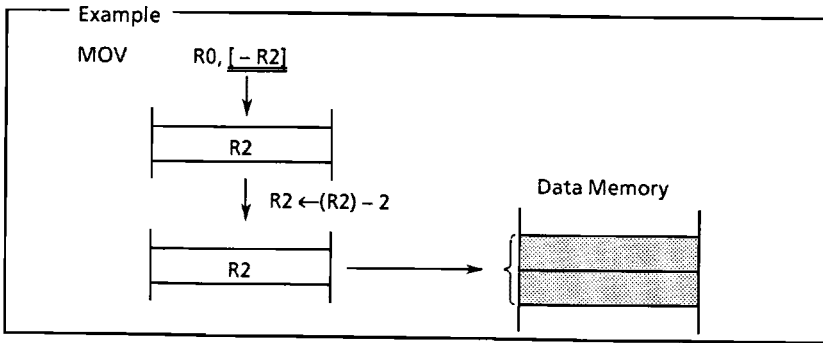 Example
MOV R0, [ – R2]
R2
R2 ←(R2) – 2
Data Memory
R2